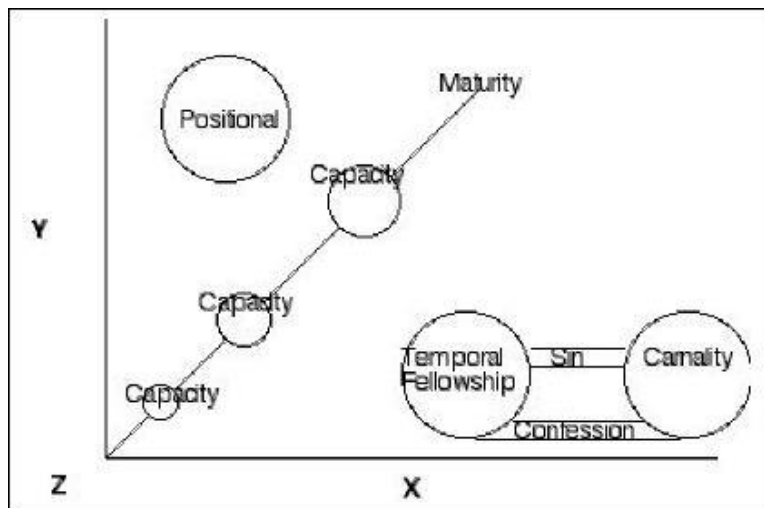 Maturity
Positional
Capacity
Y
Capacity
Temporal
Fellowship
Sin
Carnality
Capacity
Confession
Z
X